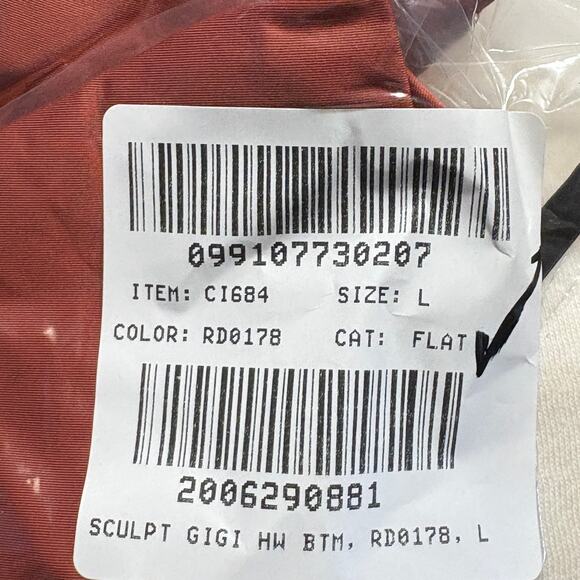 099107730207
ITEM: CI684 SIZE: L
COLOR: RD0178 CAT: FLAT
2006290881
SCULPT GIGI HW BTM, RD0178, L